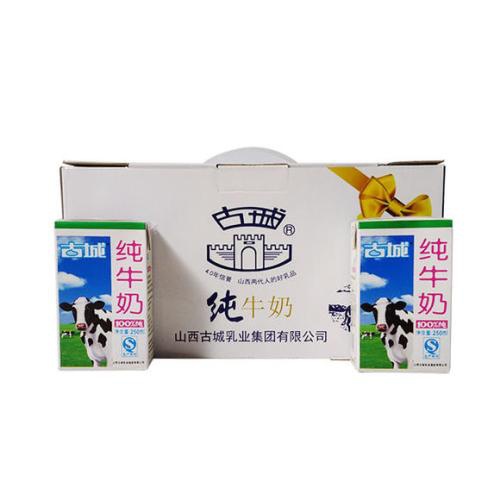 古城
®
40年信誉 山西两代人的好乳品
纯牛奶
山西古城乳业集团有限公司
古城
纯牛奶
100%纯
净含量:250ml
古城
纯牛奶
100%纯
净含量:250ml